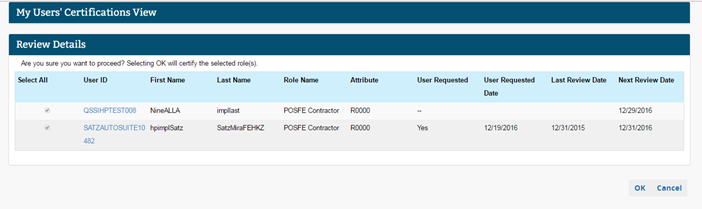 My Users' Certifications View
Review Details
Are you sure you want to proceed? Selecting OK will certify the selected role(s).
Select All User ID First Name Last Name Role Name Attribute User Requested User Requested Date Last Review Date Next Review Date
QSSIHPTEST008 NineALLA impllast POSFE Contractor R0000 -- 12/29/2016
SATZAUTOSUITE10482 hpimplSatz SatzMiraFEHKZ POSFE Contractor R0000 Yes 12/19/2016 12/31/2015 12/31/2016
OK Cancel